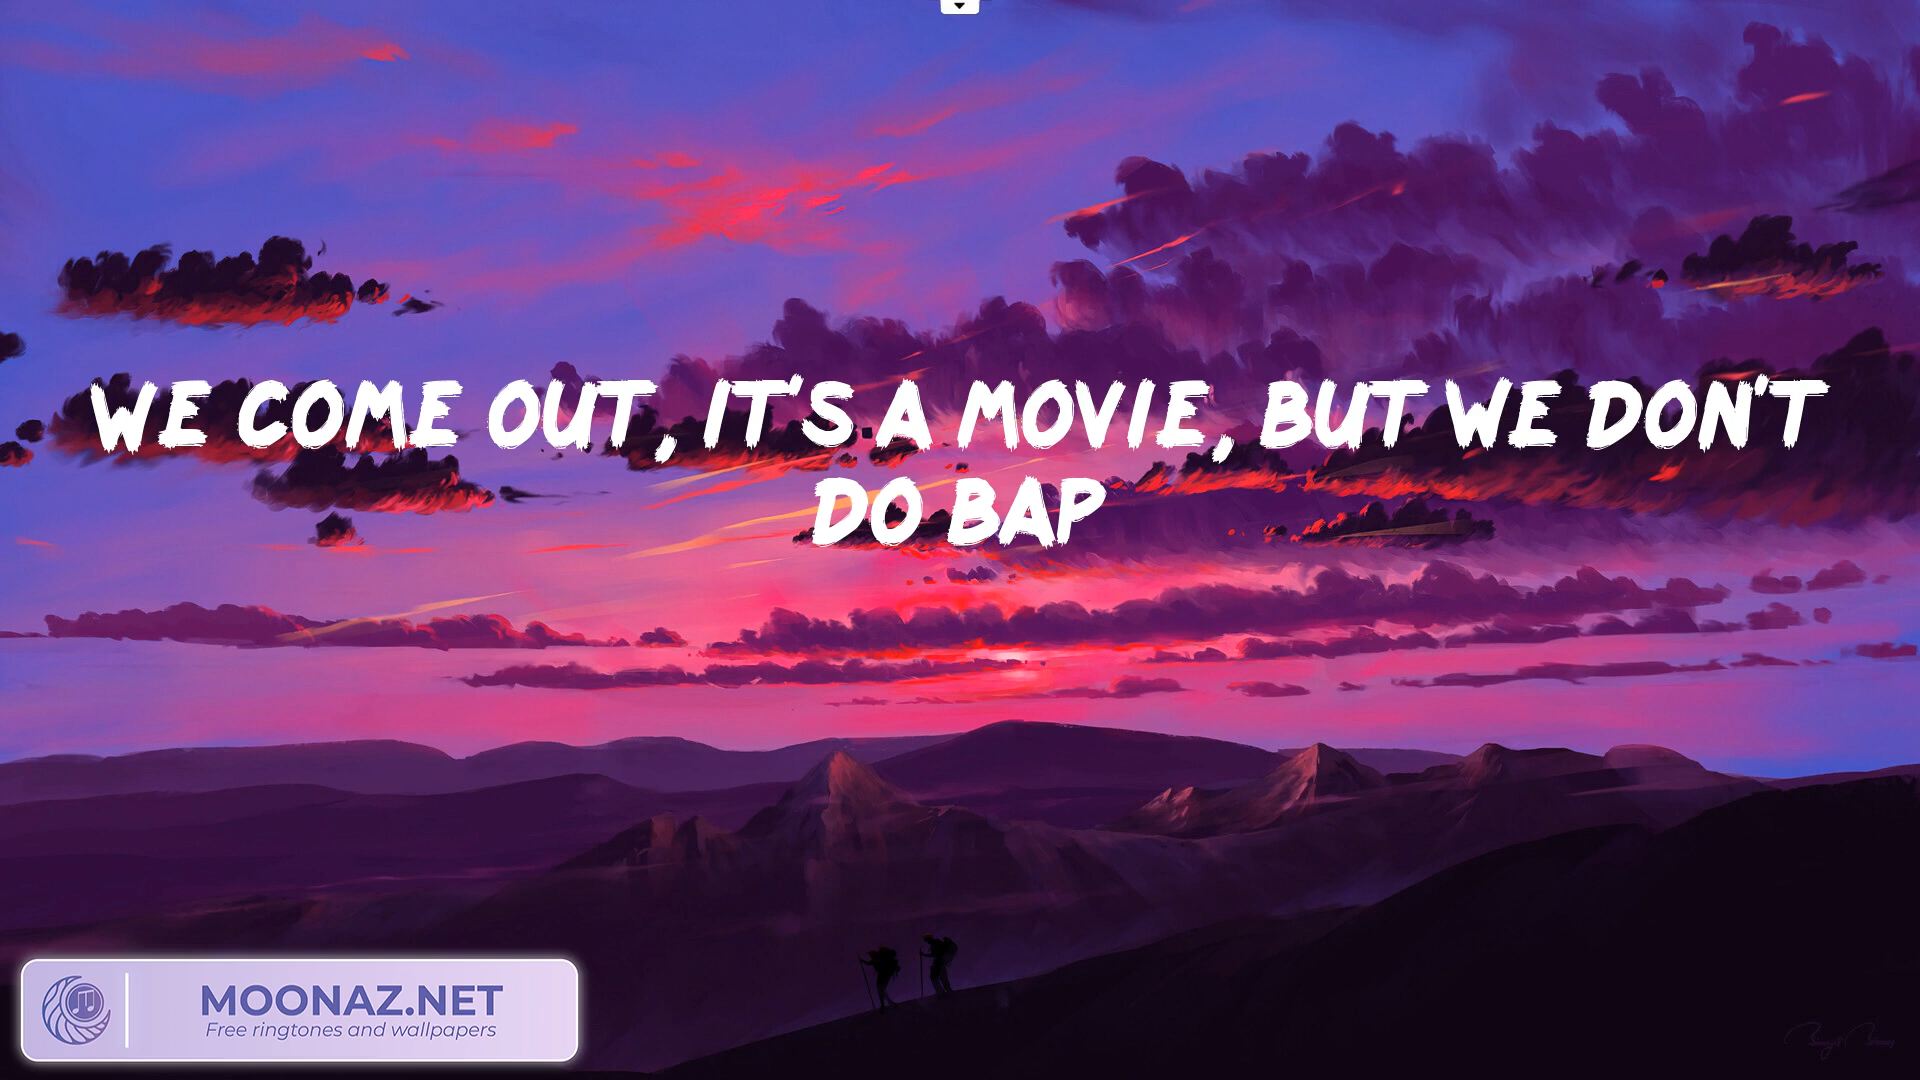 WE COME OUT, IT'S A MOVIE, BUT WE DON'T
DO BAP
MOONAZ.NET
Free ringtones and wallpapers